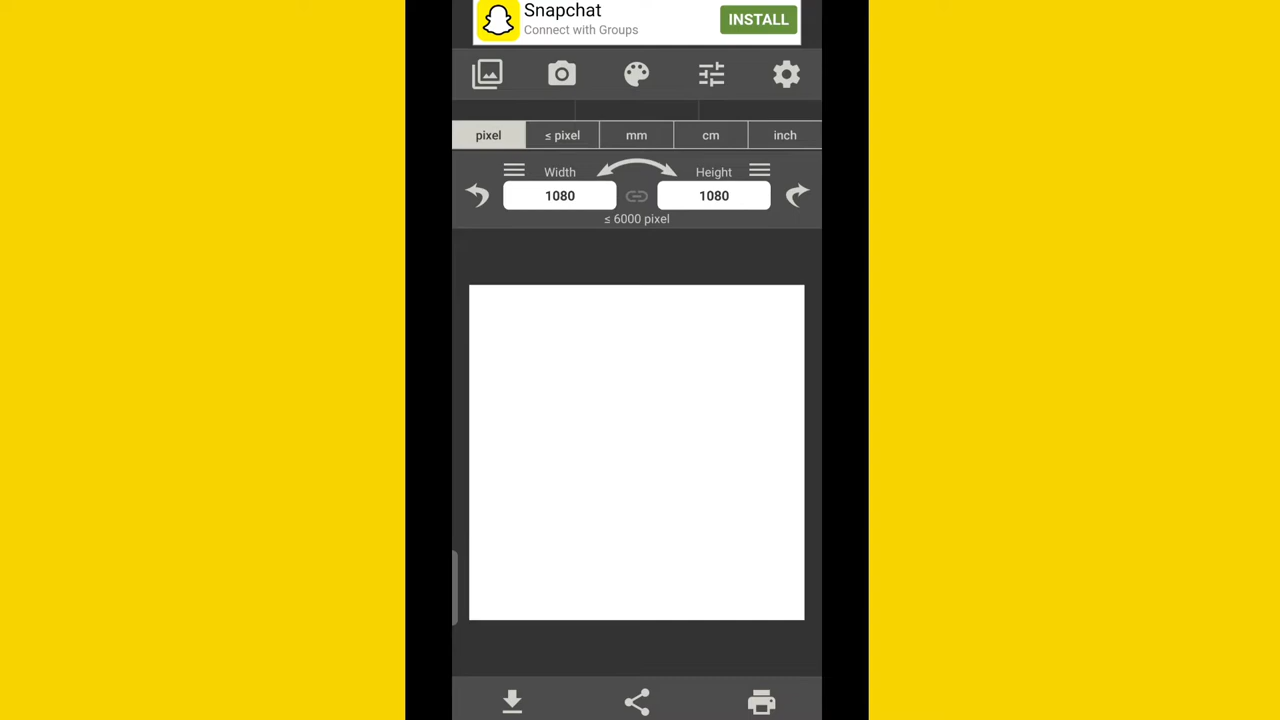 Snapchat
Connect with Groups
INSTALL
pixel ≤ pixel mm cm inch
Width Height
1080 1080
≤ 6000 pixel